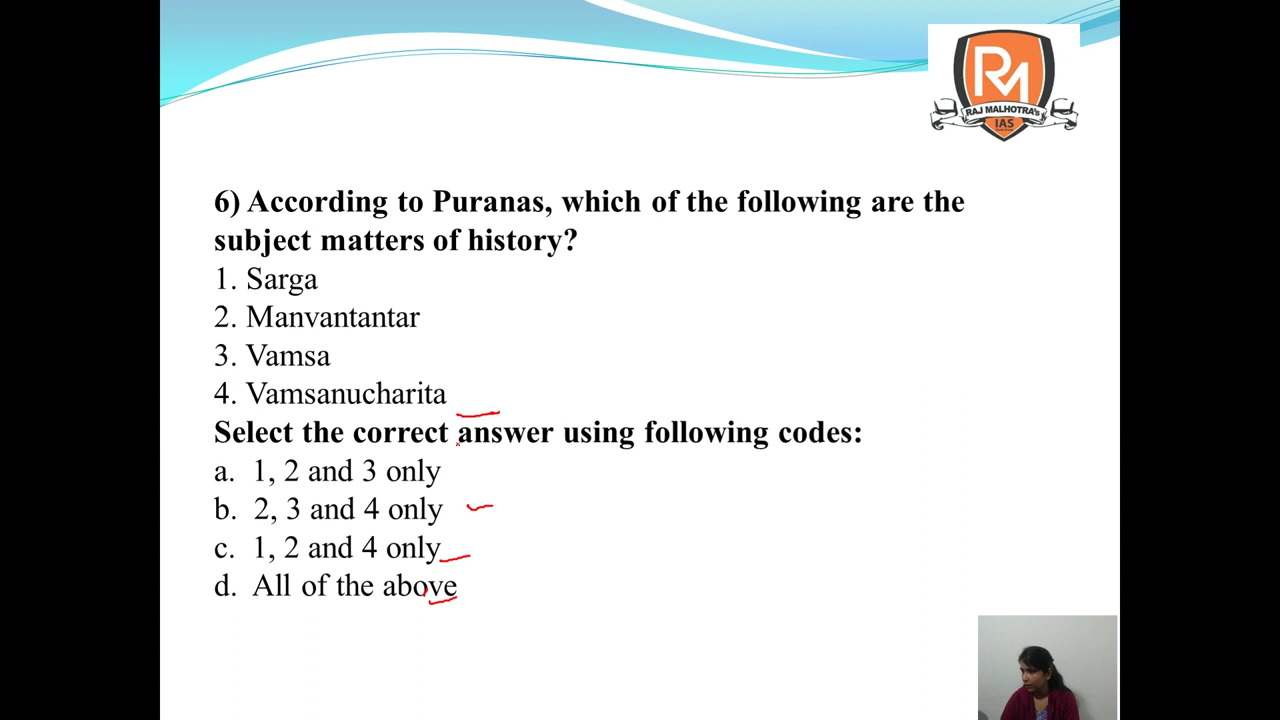 RM
RAJ MALHOTRA's
IAS
6) According to Puranas, which of the following are the
subject matters of history?
1. Sarga
2. Manvantantar
3. Vamsa
4. Vamsanucharita
Select the correct answer using following codes:
a. 1, 2 and 3 only
b. 2, 3 and 4 only
c. 1, 2 and 4 only
d. All of the above